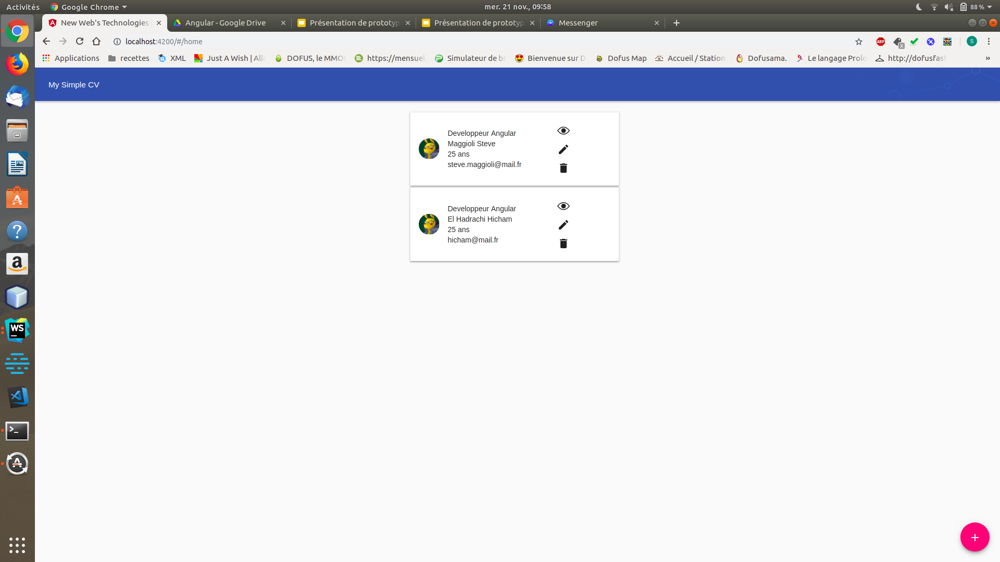 Activités Google Chrome mer. 21 nov., 09:58 88 %
New Web's Technologies Angular - Google Drive Présentation de prototyp Présentation de prototyp Messenger
localhost:4200/#/home ABP X S
Applications recettes XML Just A Wish | All DOFUS, le MMO https://mensuel Simulateur de br Bienvenue sur D Dofus Map Accueil / Station Dofusama. Le langage Prolo http://dofusfash »
My Simple CV
Developpeur Angular
Maggioli Steve
25 ans
steve.maggioli@mail.fr
Developpeur Angular
El Hadrachi Hicham
25 ans
hicham@mail.fr
WS